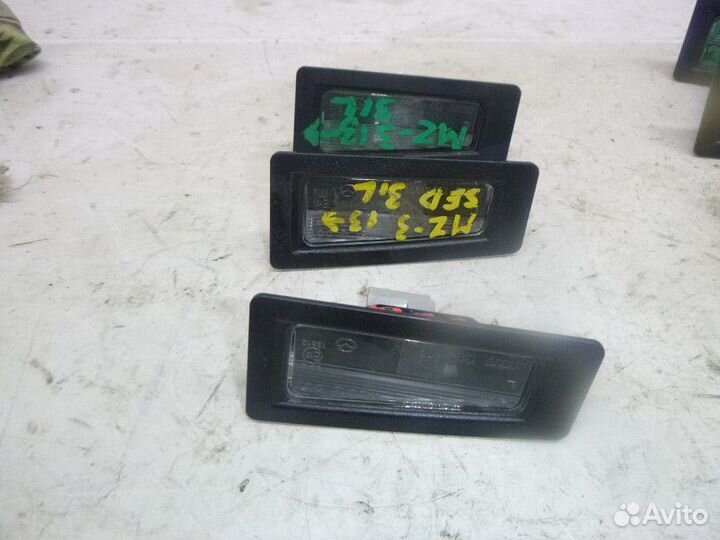 MZ-3 13->
3,L
MZ-3 13->
SED 3,L
Avito